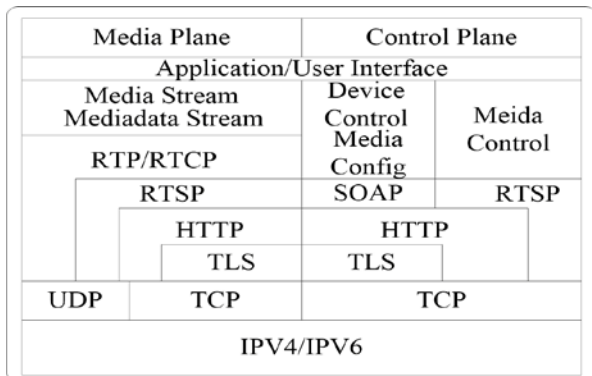 Media Plane
Control Plane
Application/User Interface
Media Stream
Mediadata Stream
Device
Control
Media
Config
Meida
Control
RTP/RTCP
RTSP
SOAP
RTSP
HTTP
HTTP
TLS
TLS
UDP
TCP
TCP
IPV4/IPV6